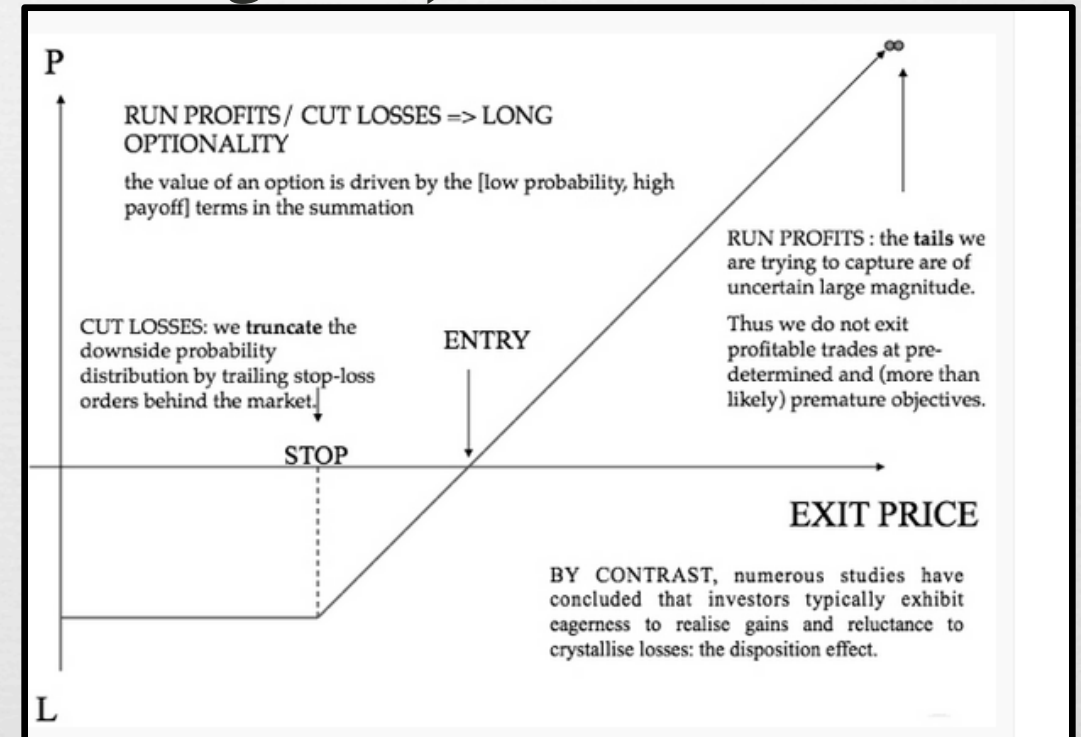 P
RUN PROFITS / CUT LOSSES => LONG
OPTIONALITY
the value of an option is driven by the [low probability, high
payoff] terms in the summation
∞
RUN PROFITS : the tails we
are trying to capture are of
uncertain large magnitude.
Thus we do not exit
profitable trades at pre-
determined and (more than
likely) premature objectives.
CUT LOSSES: we truncate the
downside probability
distribution by trailing stop-loss
orders behind the market.
ENTRY
STOP
EXIT PRICE
BY CONTRAST, numerous studies have
concluded that investors typically exhibit
eagerness to realise gains and reluctance to
crystallise losses: the disposition effect.
L